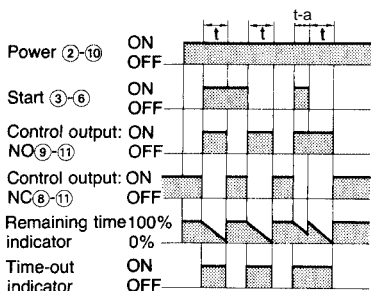 t-a
t t t
Power ②-⑩ ON
OFF
Start ③-⑥ ON
OFF
Control output: ON
NO⑨-⑪ OFF
Control output: ON
NC⑧-⑪ OFF
Remaining time 100%
indicator 0%
Time-out ON
indicator OFF